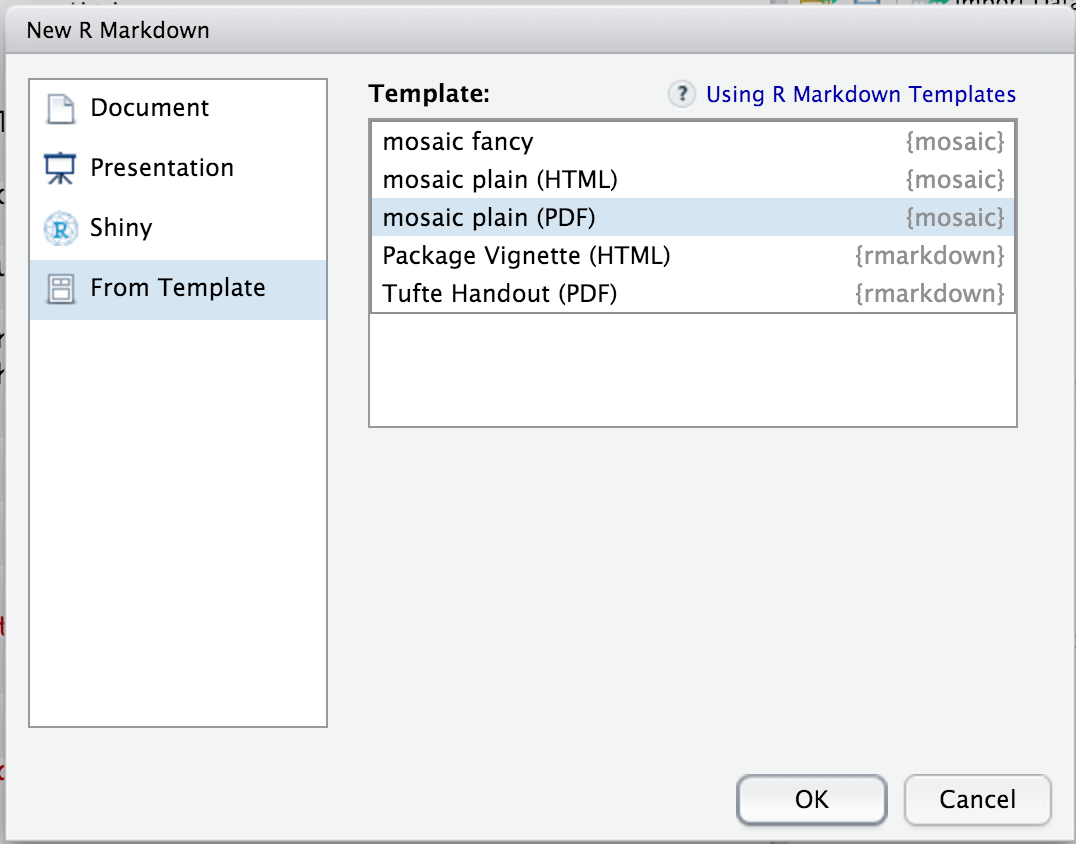 New R Markdown
Document
Presentation
R Shiny
From Template
Template:
? Using R Markdown Templates
mosaic fancy {mosaic}
mosaic plain (HTML) {mosaic}
mosaic plain (PDF) {mosaic}
Package Vignette (HTML) {rmarkdown}
Tufte Handout (PDF) {rmarkdown}
OK Cancel